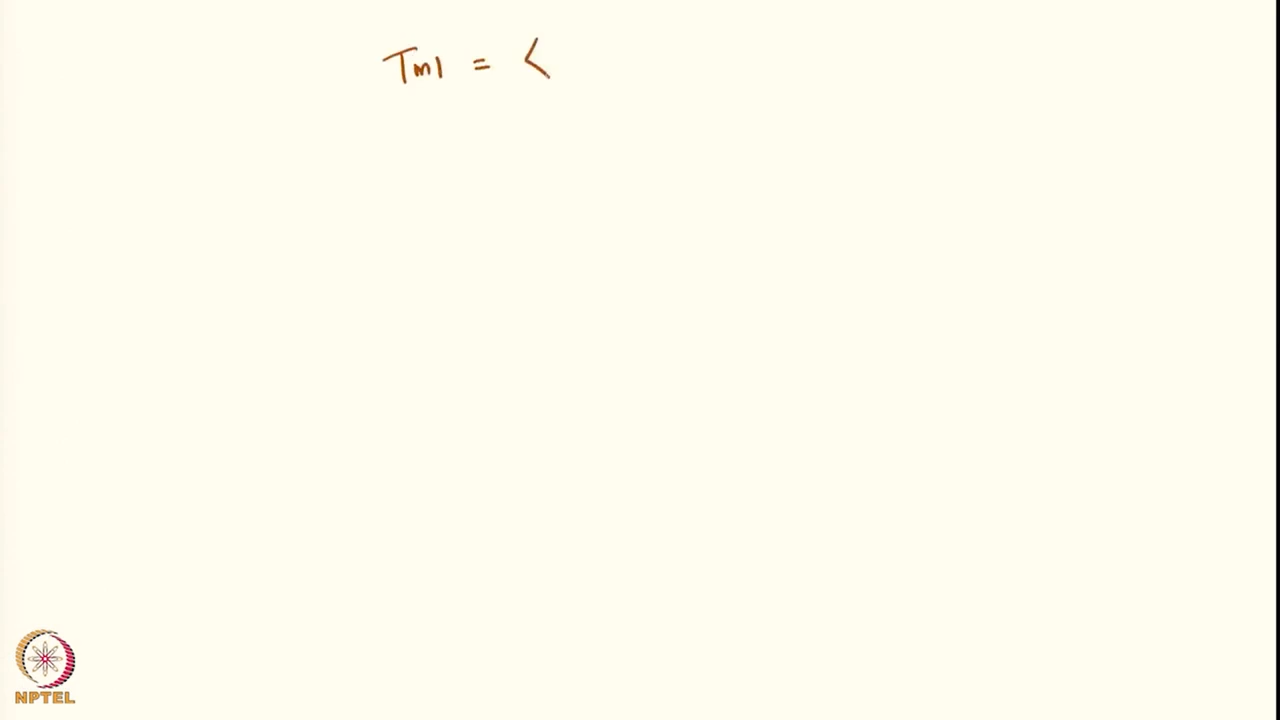 Tm1 = <
NPTEL